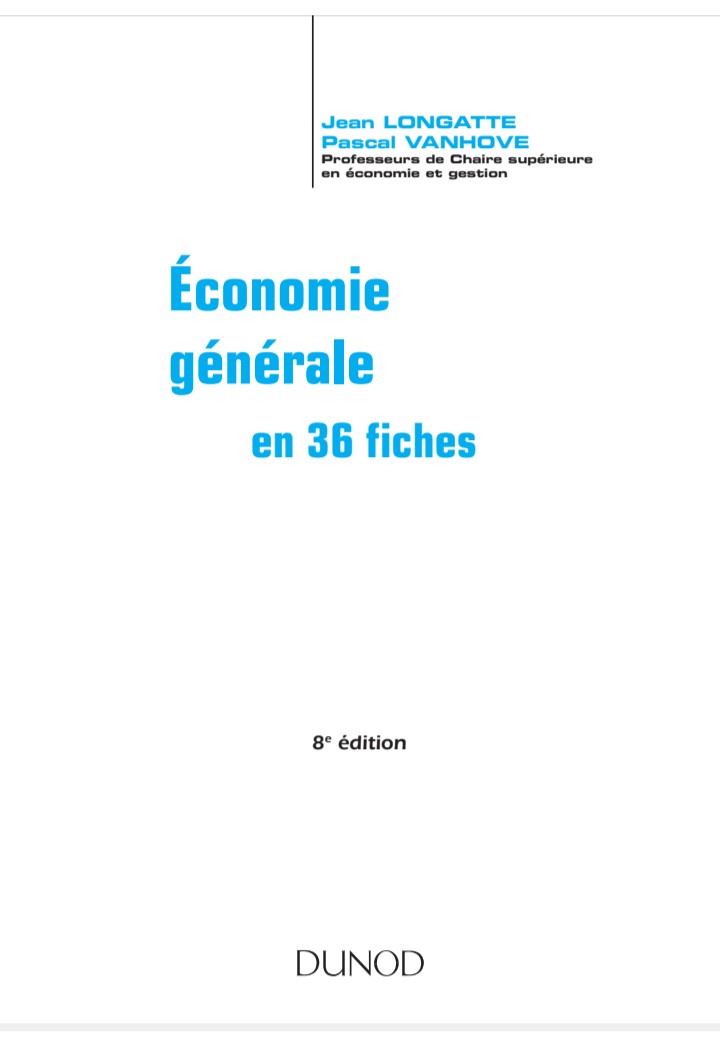 Jean LONGATTE
Pascal VANHOVE
Professeurs de Chaire supérieure
en économie et gestion
Économie
générale
en 36 fiches
8e édition
DUNOD